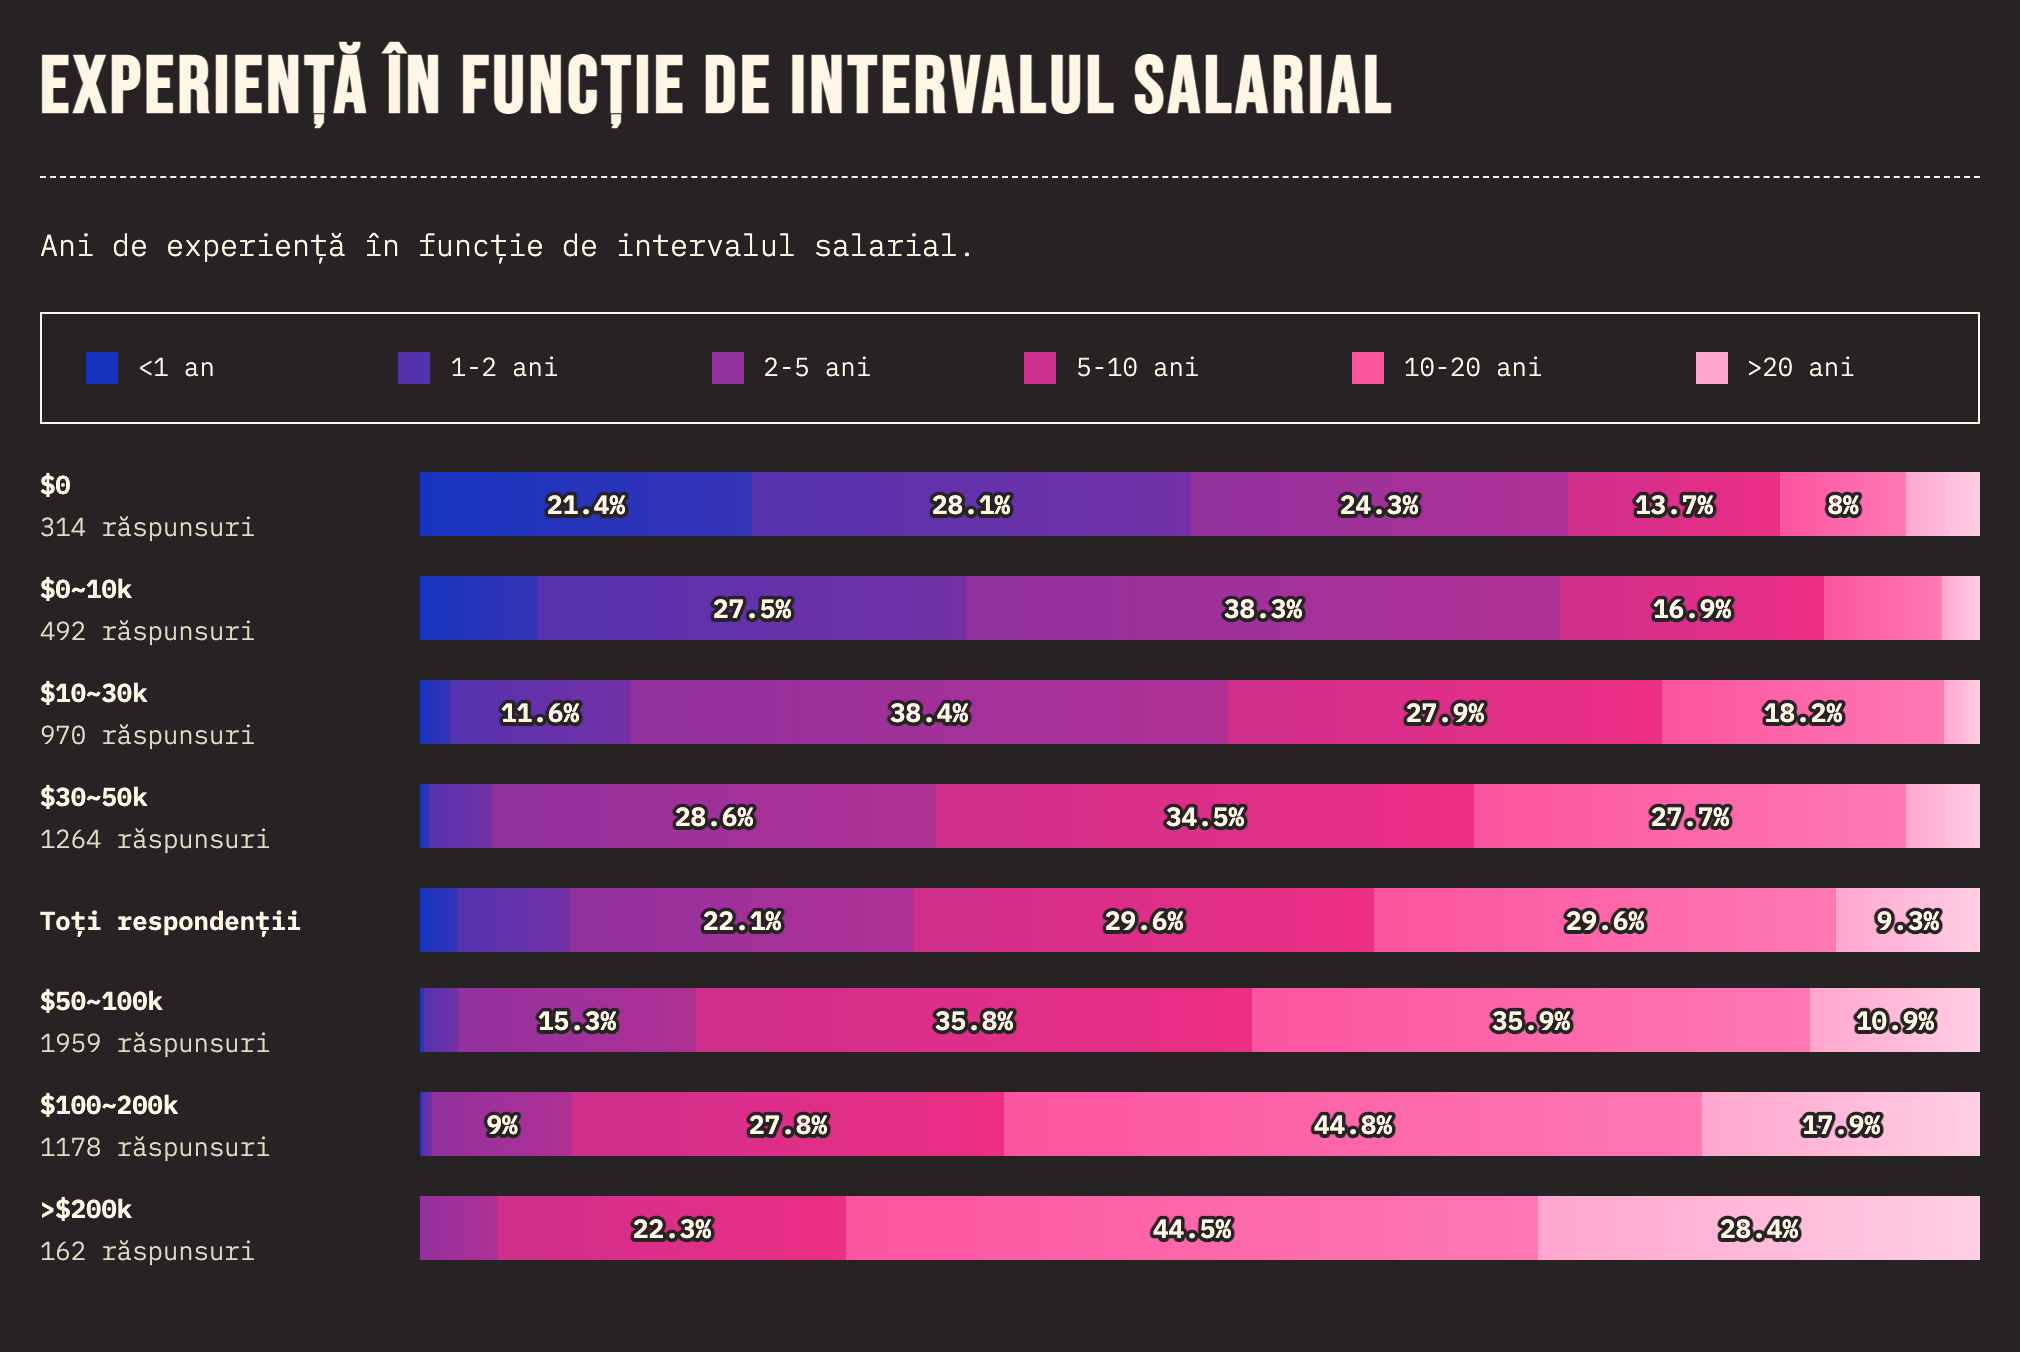 EXPERIENȚĂ ÎN FUNCȚIE DE INTERVALUL SALARIAL
Ani de experiență în funcție de intervalul salarial.
<1 an 1-2 ani 2-5 ani 5-10 ani 10-20 ani >20 ani
$0
314 răspunsuri
21.4% 28.1% 24.3% 13.7% 8%
$0~10k
492 răspunsuri
27.5% 38.3% 16.9%
$10~30k
970 răspunsuri
11.6% 38.4% 27.9% 18.2%
$30~50k
1264 răspunsuri
28.6% 34.5% 27.7%
Toți respondenții
22.1% 29.6% 29.6% 9.3%
$50~100k
1959 răspunsuri
15.3% 35.8% 35.9% 10.9%
$100~200k
1178 răspunsuri
9% 27.8% 44.8% 17.9%
>$200k
162 răspunsuri
22.3% 44.5% 28.4%